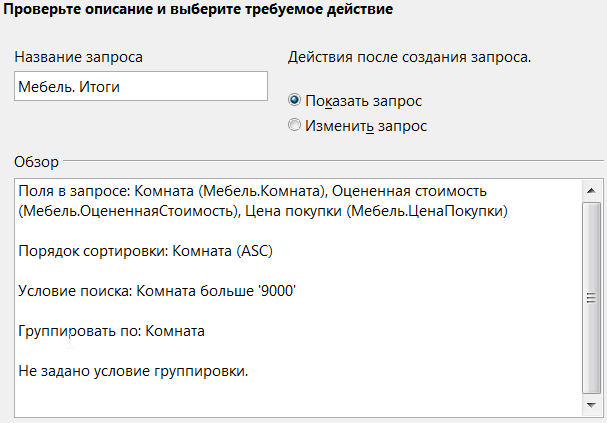 Проверьте описание и выберите требуемое действие
Название запроса
Действия после создания запроса.
Мебель. Итоги
Показать запрос
Изменить запрос
Обзор
Поля в запросе: Комната (Мебель.Комната), Оцененная стоимость
(Мебель.ОцененнаяСтоимость), Цена покупки (Мебель.ЦенаПокупки)
Порядок сортировки: Комната (ASC)
Условие поиска: Комната больше '9000'
Группировать по: Комната
Не задано условие группировки.